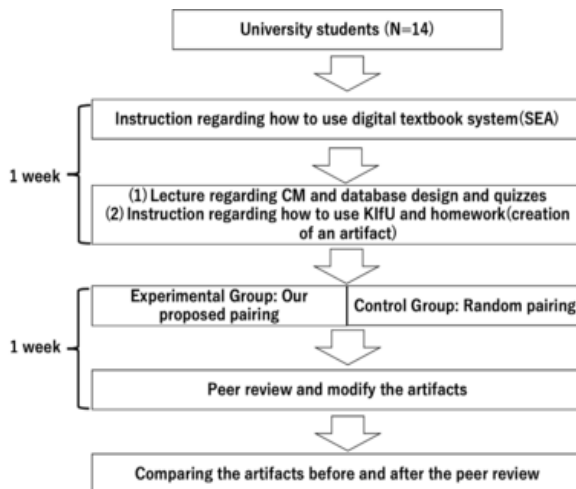 University students (N=14)
Instruction regarding how to use digital textbook system(SEA)
1 week
(1) Lecture regarding CM and database design and quizzes
(2) Instruction regarding how to use KIfU and homework(creation
of an artifact)
Experimental Group: Our
proposed pairing
Control Group: Random pairing
1 week
Peer review and modify the artifacts
Comparing the artifacts before and after the peer review